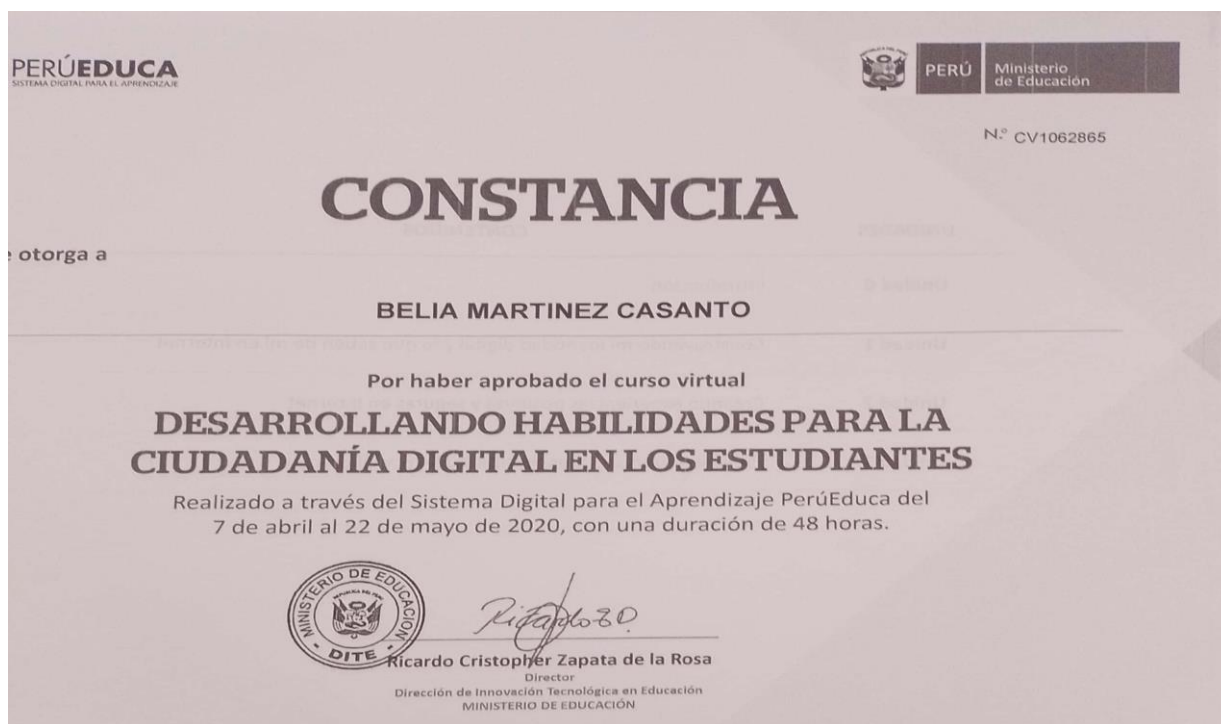 PERÚEDUCA
SISTEMA DIGITAL PARA EL APRENDIZAJE
PERÚ
Ministerio
de Educación
N.° CV1062865
CONSTANCIA
otorga a
BELIA MARTINEZ CASANTO
Por haber aprobado el curso virtual
DESARROLLANDO HABILIDADES PARA LA
CIUDADANÍA DIGITAL EN LOS ESTUDIANTES
Realizado a través del Sistema Digital para el Aprendizaje PerúEduca del
7 de abril al 22 de mayo de 2020, con una duración de 48 horas.
MINISTERIO DE EDUCACIÓN
DITE
Ricardo Cristopher Zapata de la Rosa
Director
Dirección de Innovación Tecnológica en Educación
MINISTERIO DE EDUCACIÓN